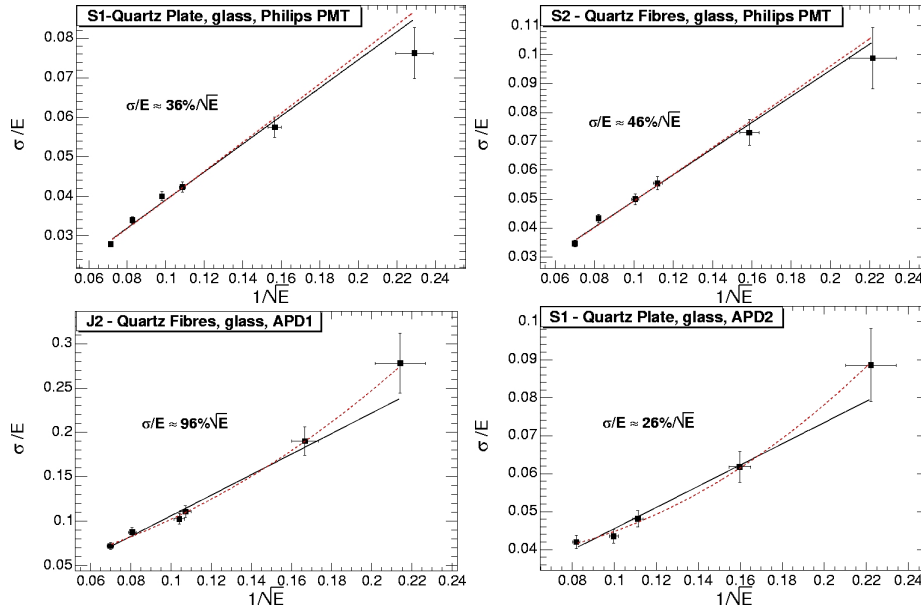 S1-Quartz Plate, glass, Philips PMT
0.08
0.07
0.06
0.05
0.04
0.03
σ/E
σ/E ≈ 36%/√E
0.06 0.08 0.1 0.12 0.14 0.16 0.18 0.2 0.22 0.24
1/√E
S2 - Quartz Fibres, glass, Philips PMT
0.11
0.1
0.09
0.08
0.07
0.06
0.05
0.04
0.03
σ/E
σ/E ≈ 46%/√E
0.06 0.08 0.1 0.12 0.14 0.16 0.18 0.2 0.22 0.24
1/√E
J2 - Quartz Fibres, glass, APD1
0.3
0.25
0.2
0.15
0.1
0.05
σ/E
σ/E ≈ 96%/√E
0.06 0.08 0.1 0.12 0.14 0.16 0.18 0.2 0.22 0.24
1/√E
S1 - Quartz Plate, glass, APD2
0.1
0.09
0.08
0.07
0.06
0.05
0.04
σ/E
σ/E ≈ 26%/√E
0.08 0.1 0.12 0.14 0.16 0.18 0.2 0.22 0.24
1/√E